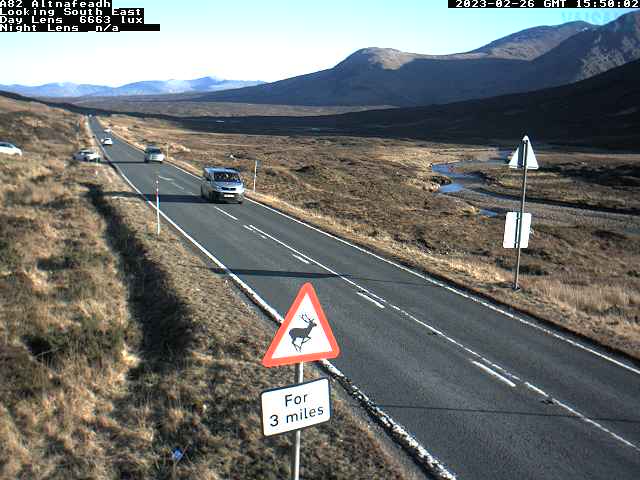 A82 Altnafeadh
2023-02-26 GMT 15:50:02
Looking South East
VAISALA
Day Lens 6663 lux
Night Lens n/a
For
3 miles